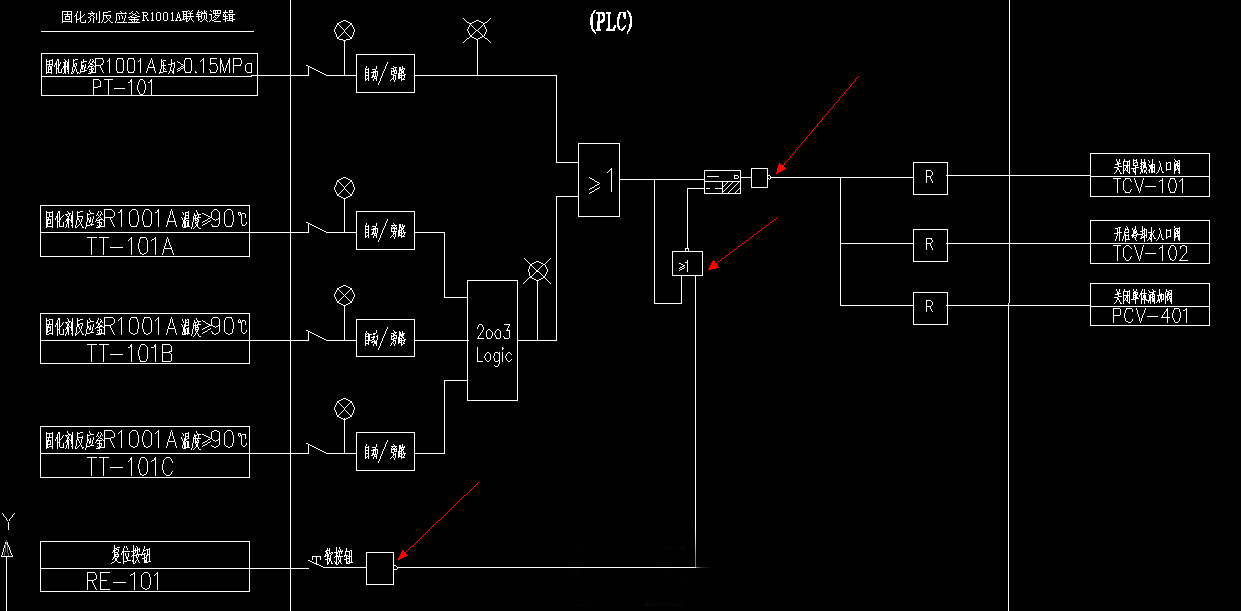 固化剂反应釜R1001A联锁逻辑
(PLC)
固化剂反应釜R1001A压力≥0.15MPa
PT-101
自动/旁路
≥1
关闭导热油入口阀
TCV-101
R
固化剂反应釜R1001A温度≥90℃
TT-101A
自动/旁路
开启冷却水入口阀
TCV-102
R
≥1
关闭单体滴加阀
PCV-401
R
固化剂反应釜R1001A温度≥90℃
TT-101B
自动/旁路
2oo3
Logic
固化剂反应釜R1001A温度≥90℃
TT-101C
自动/旁路
Y
复位按钮
RE-101
软按钮